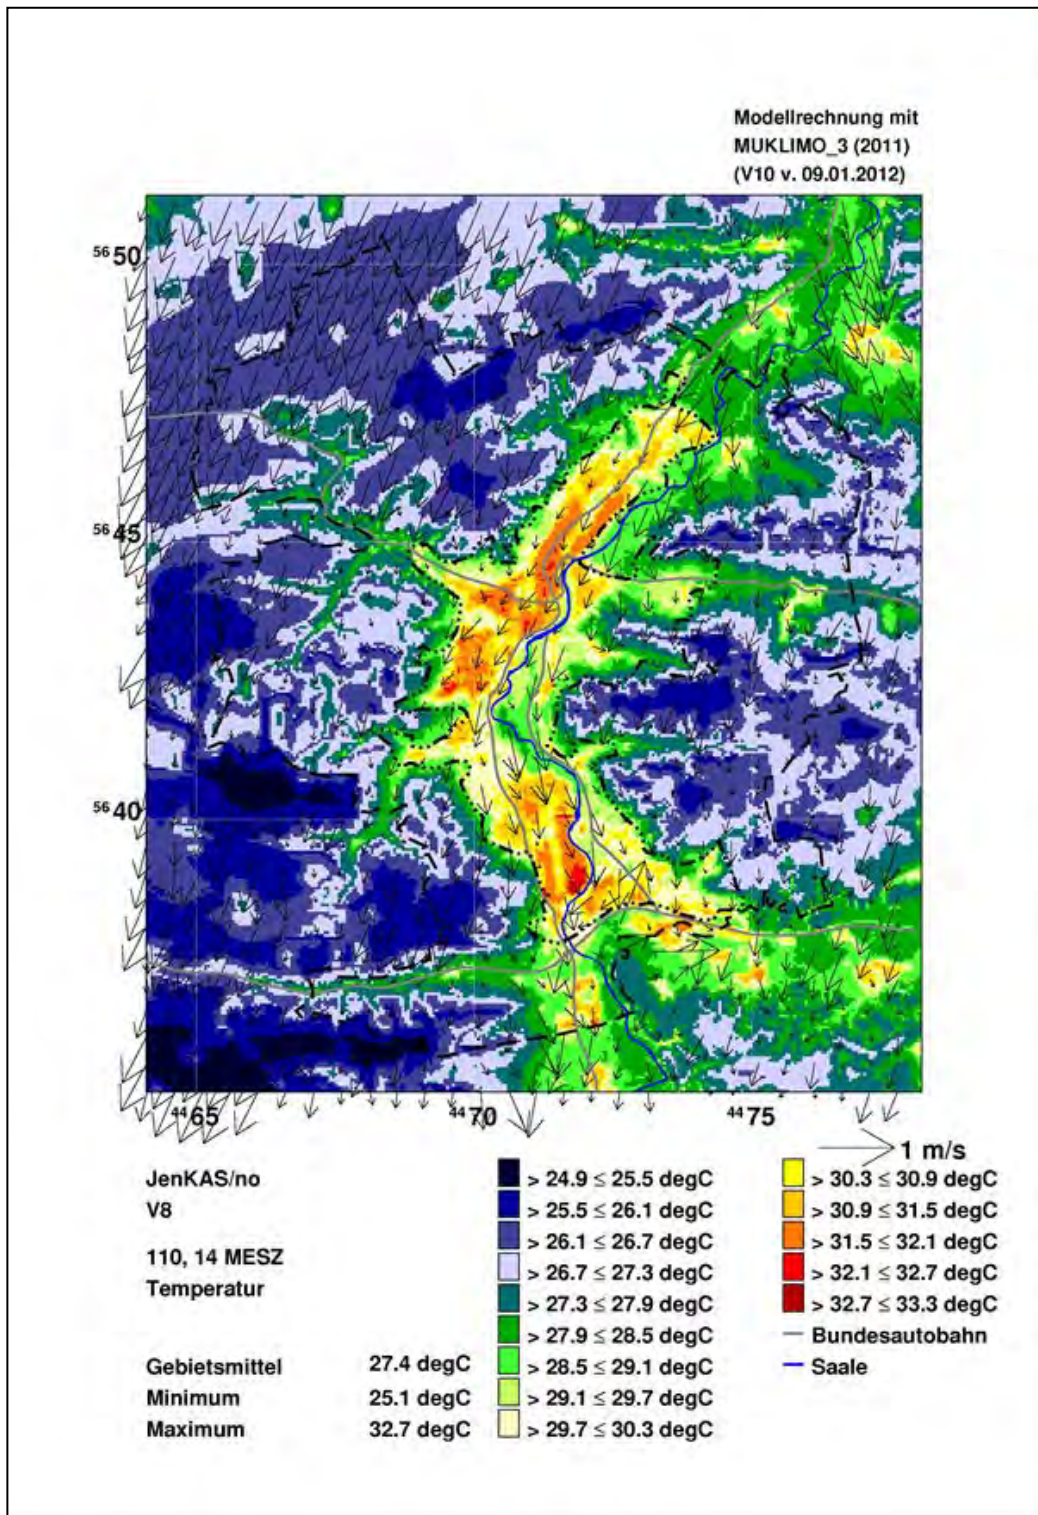 Modellrechnung mit
MUKLIMO_3 (2011)
(V10 v. 09.01.2012)
56 50
56 45
56 40
44 65
44 70
44 75
1 m/s
JenKAS/no
V8
110, 14 MESZ
Temperatur
Gebietsmittel 27.4 degC
Minimum 25.1 degC
Maximum 32.7 degC
> 24.9 ≤ 25.5 degC
> 25.5 ≤ 26.1 degC
> 26.1 ≤ 26.7 degC
> 26.7 ≤ 27.3 degC
> 27.3 ≤ 27.9 degC
> 27.9 ≤ 28.5 degC
> 28.5 ≤ 29.1 degC
> 29.1 ≤ 29.7 degC
> 29.7 ≤ 30.3 degC
> 30.3 ≤ 30.9 degC
> 30.9 ≤ 31.5 degC
> 31.5 ≤ 32.1 degC
> 32.1 ≤ 32.7 degC
> 32.7 ≤ 33.3 degC
Bundesautobahn
Saale